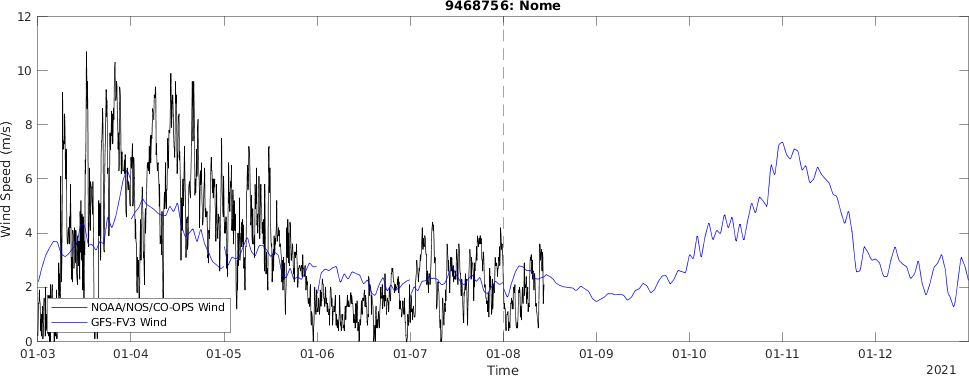 9468756: Nome
12
10
8
6
4
2
0
Wind Speed (m/s)
NOAA/NOS/CO-OPS Wind
GFS-FV3 Wind
01-03 01-04 01-05 01-06 01-07 01-08 01-09 01-10 01-11 01-12
Time
2021